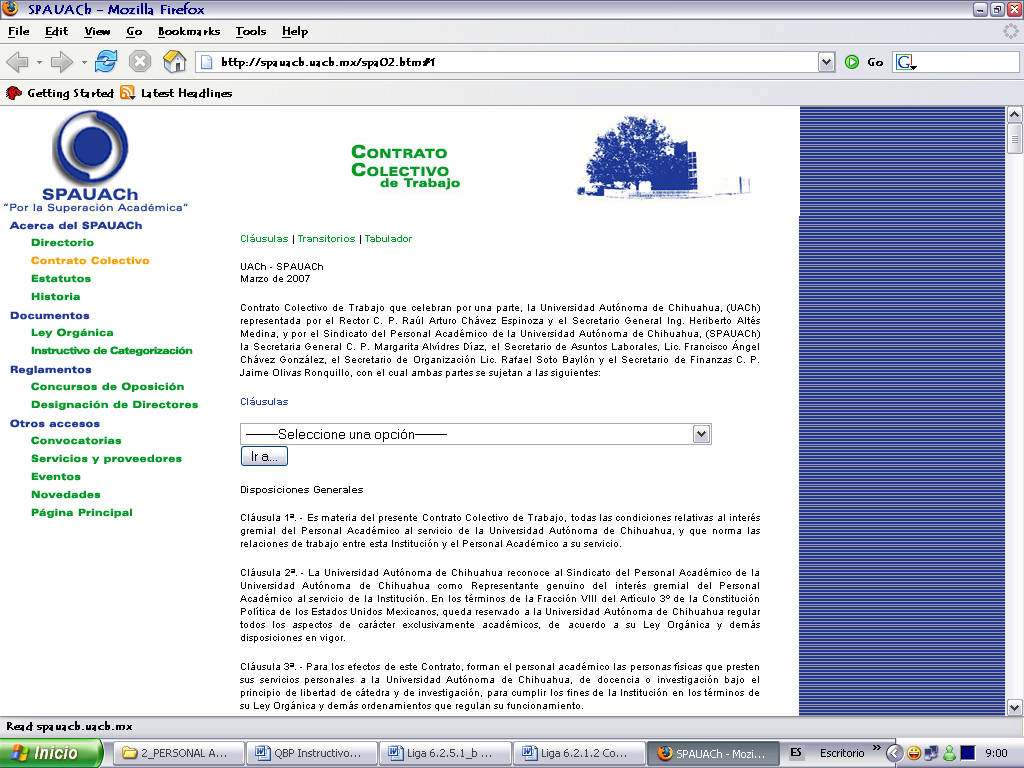 SPAUACh - Mozilla Firefox
File Edit View Go Bookmarks Tools Help
http://spauach.uach.mx/spa02.htm#1
Go
G
Getting Started Latest Headlines
SPAUACh
"Por la Superación Académica"
Acerca del SPAUACh
Directorio
Contrato Colectivo
Estatutos
Historia
Documentos
Ley Orgánica
Instructivo de Categorización
Reglamentos
Concursos de Oposición
Designación de Directores
Otros accesos
Convocatorias
Servicios y proveedores
Eventos
Novedades
Página Principal
CONTRATO
COLECTIVO
de Trabajo
Cláusulas | Transitorios | Tabulador
UACh - SPAUACh
Marzo de 2007
Contrato Colectivo de Trabajo que celebran por una parte, la Universidad Autónoma de Chihuahua, (UACh)
representada por el Rector C. P. Raúl Arturo Chávez Espinoza y el Secretario General Ing. Heriberto Altés
Medina, y por el Sindicato del Personal Académico de la Universidad Autónoma de Chihuahua, (SPAUACh)
la Secretaria General C. P. Margarita Alvídres Díaz, el Secretario de Asuntos Laborales, Lic. Francisco Ángel
Chávez González, el Secretario de Organización Lic. Rafael Soto Baylón y el Secretario de Finanzas C. P.
Jaime Olivas Ronquillo, con el cual ambas partes se sujetan a las siguientes:
Cláusulas
-------Seleccione una opción-------
Ir a...
Disposiciones Generales
Cláusula 1ª. - Es materia del presente Contrato Colectivo de Trabajo, todas las condiciones relativas al interés
gremial del Personal Académico al servicio de la Universidad Autónoma de Chihuahua, y que norma las
relaciones de trabajo entre esta Institución y el Personal Académico a su servicio.
Cláusula 2ª. - La Universidad Autónoma de Chihuahua reconoce al Sindicato del Personal Académico de la
Universidad Autónoma de Chihuahua como Representante genuino del interés gremial del Personal
Académico al servicio de la Institución. En los términos de la Fracción VIII del Artículo 3º de la Constitución
Política de los Estados Unidos Mexicanos, queda reservado a la Universidad Autónoma de Chihuahua regular
todos los aspectos de carácter exclusivamente académicos, de acuerdo a su Ley Orgánica y demás
disposiciones en vigor.
Cláusula 3ª. - Para los efectos de este Contrato, forman el personal académico las personas físicas que presten
sus servicios personales a la Universidad Autónoma de Chihuahua, de docencia o investigación bajo el
principio de libertad de cátedra y de investigación, para cumplir los fines de la Institución en los términos de
su Ley Orgánica y demás ordenamientos que regulan su funcionamiento.
Read spauach.uach.mx
Inicio 2_PERSONAL A... QBP Instructivo... Liga 6.2.5.1_b ... Liga 6.2.1.2 Co... SPAUACh - Mozi... ES Escritorio » 9:00